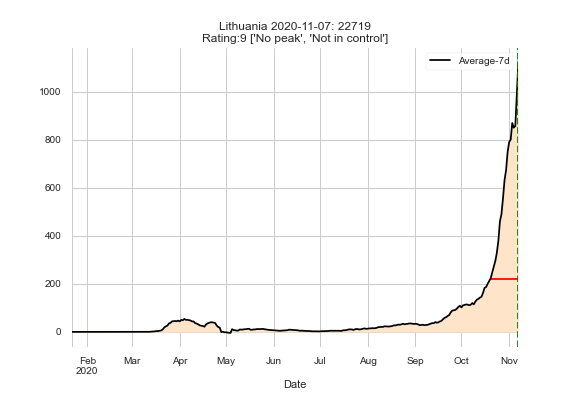 Lithuania 2020-11-07: 22719
Rating:9 ['No peak', 'Not in control']
Average-7d
1000
800
600
400
200
0
Feb Mar Apr May Jun Jul Aug Sep Oct Nov
2020
Date